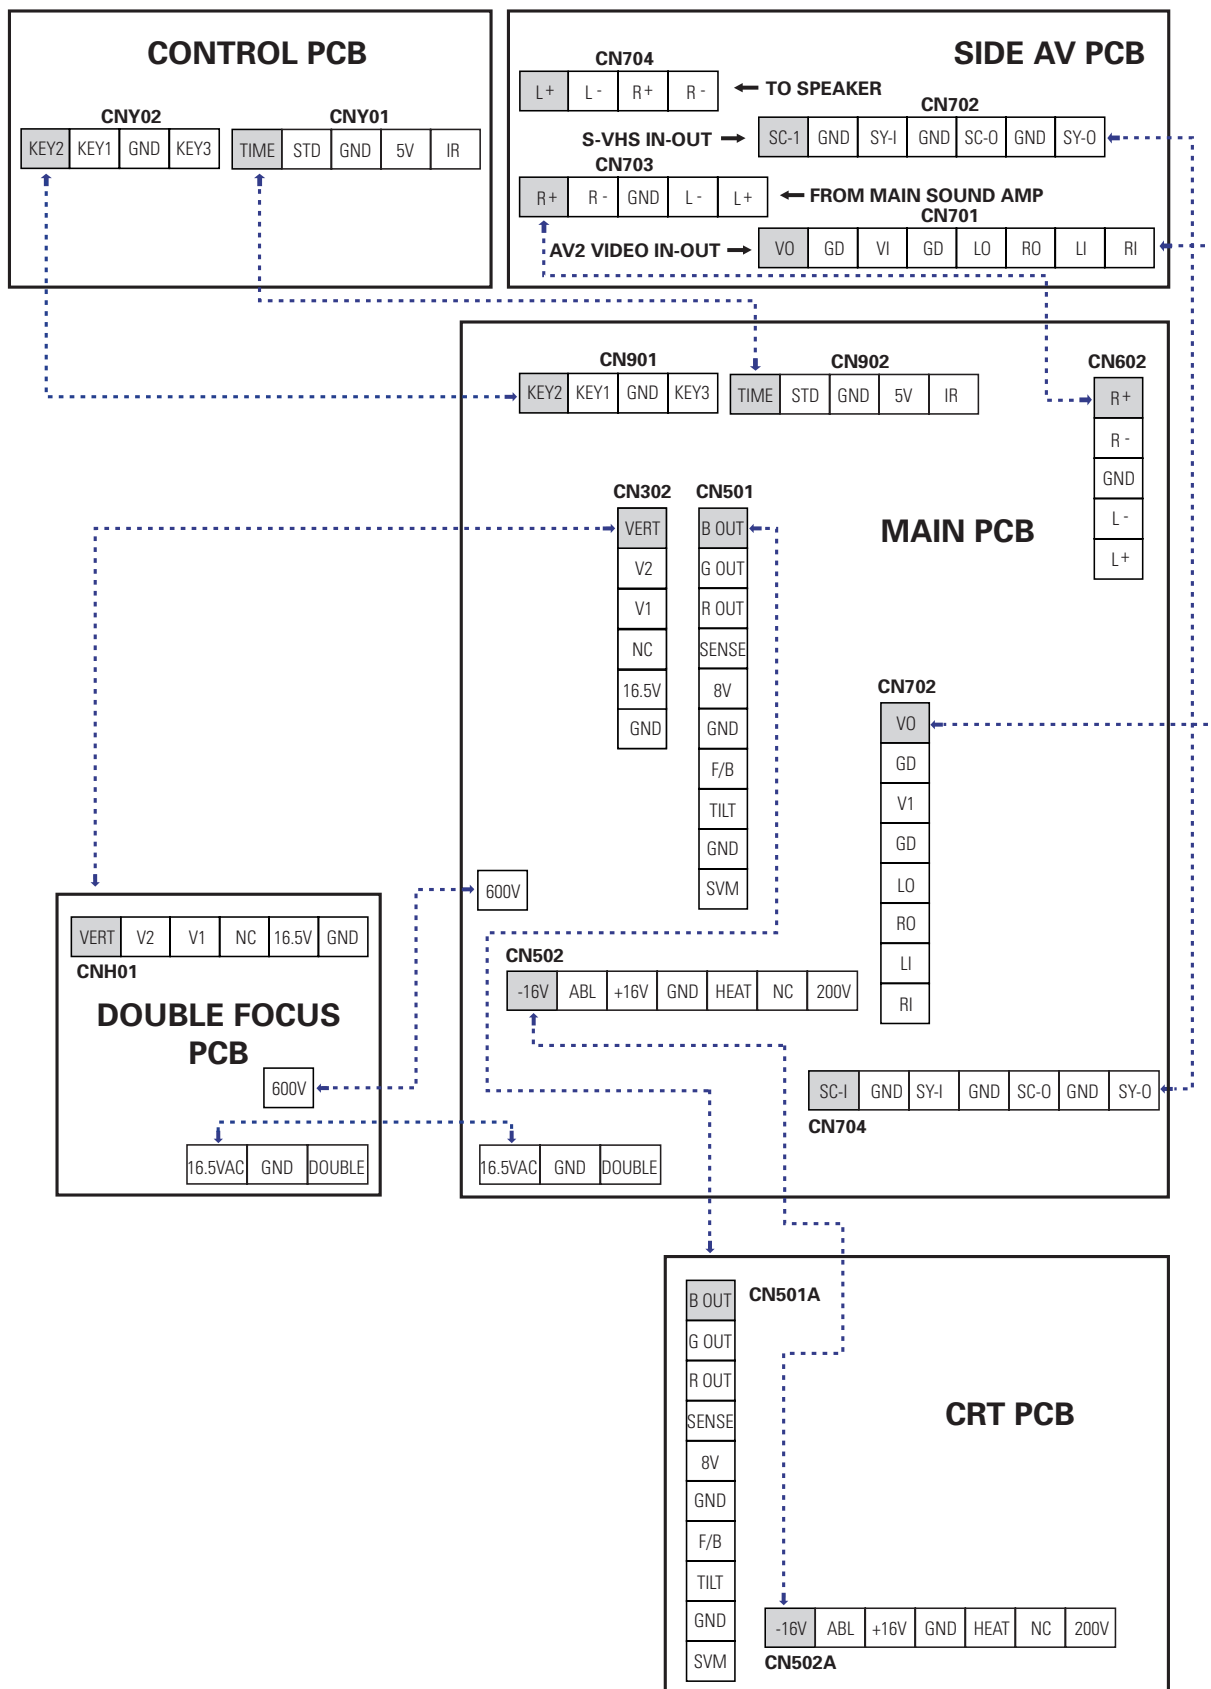 CONTROL PCB
CNY02
KEY2 KEY1 GND KEY3
CNY01
TIME STD GND 5V IR
SIDE AV PCB
CN704
L+ L - R+ R - TO SPEAKER
CN702
S-VHS IN-OUT SC-1 GND SY-I GND SC-O GND SY-O
CN703
R+ R - GND L - L+ FROM MAIN SOUND AMP
CN701
AV2 VIDEO IN-OUT VO GD VI GD LO RO LI RI
MAIN PCB
CN901
KEY2 KEY1 GND KEY3
CN902
TIME STD GND 5V IR
CN602
R+
R -
GND
L -
L+
CN302
VERT
V2
V1
NC
16.5V
GND
CN501
B OUT
G OUT
R OUT
SENSE
8V
GND
F/B
TILT
GND
SVM
CN702
VO
GD
V1
GD
LO
RO
LI
RI
600V
CN502
-16V ABL +16V GND HEAT NC 200V
SC-I GND SY-I GND SC-O GND SY-O
CN704
16.5VAC GND DOUBLE
VERT V2 V1 NC 16.5V GND
CNH01
DOUBLE FOCUS
PCB
600V
16.5VAC GND DOUBLE
CN501A
B OUT
G OUT
R OUT
SENSE
8V
GND
F/B
TILT
GND
SVM
CRT PCB
-16V ABL +16V GND HEAT NC 200V
CN502A